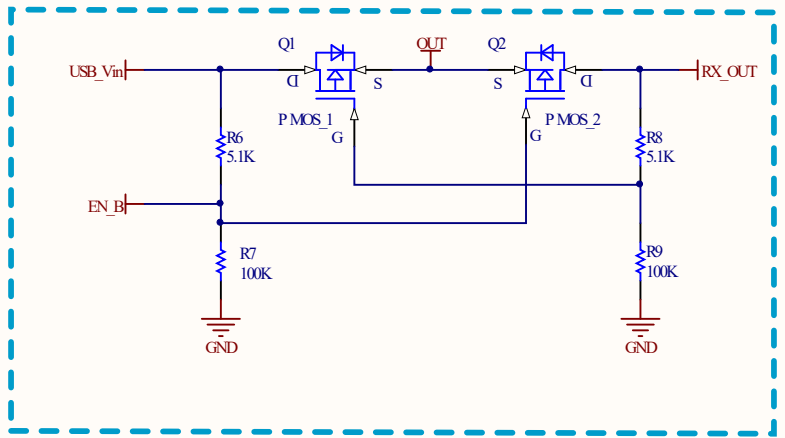 Q1
OUT
Q2
USB_Vin
RX_OUT
D
S
S
D
P MOS_1
G
G
P MOS_2
R6
5.1K
R8
5.1K
EN_B
R7
100K
R9
100K
GND
GND